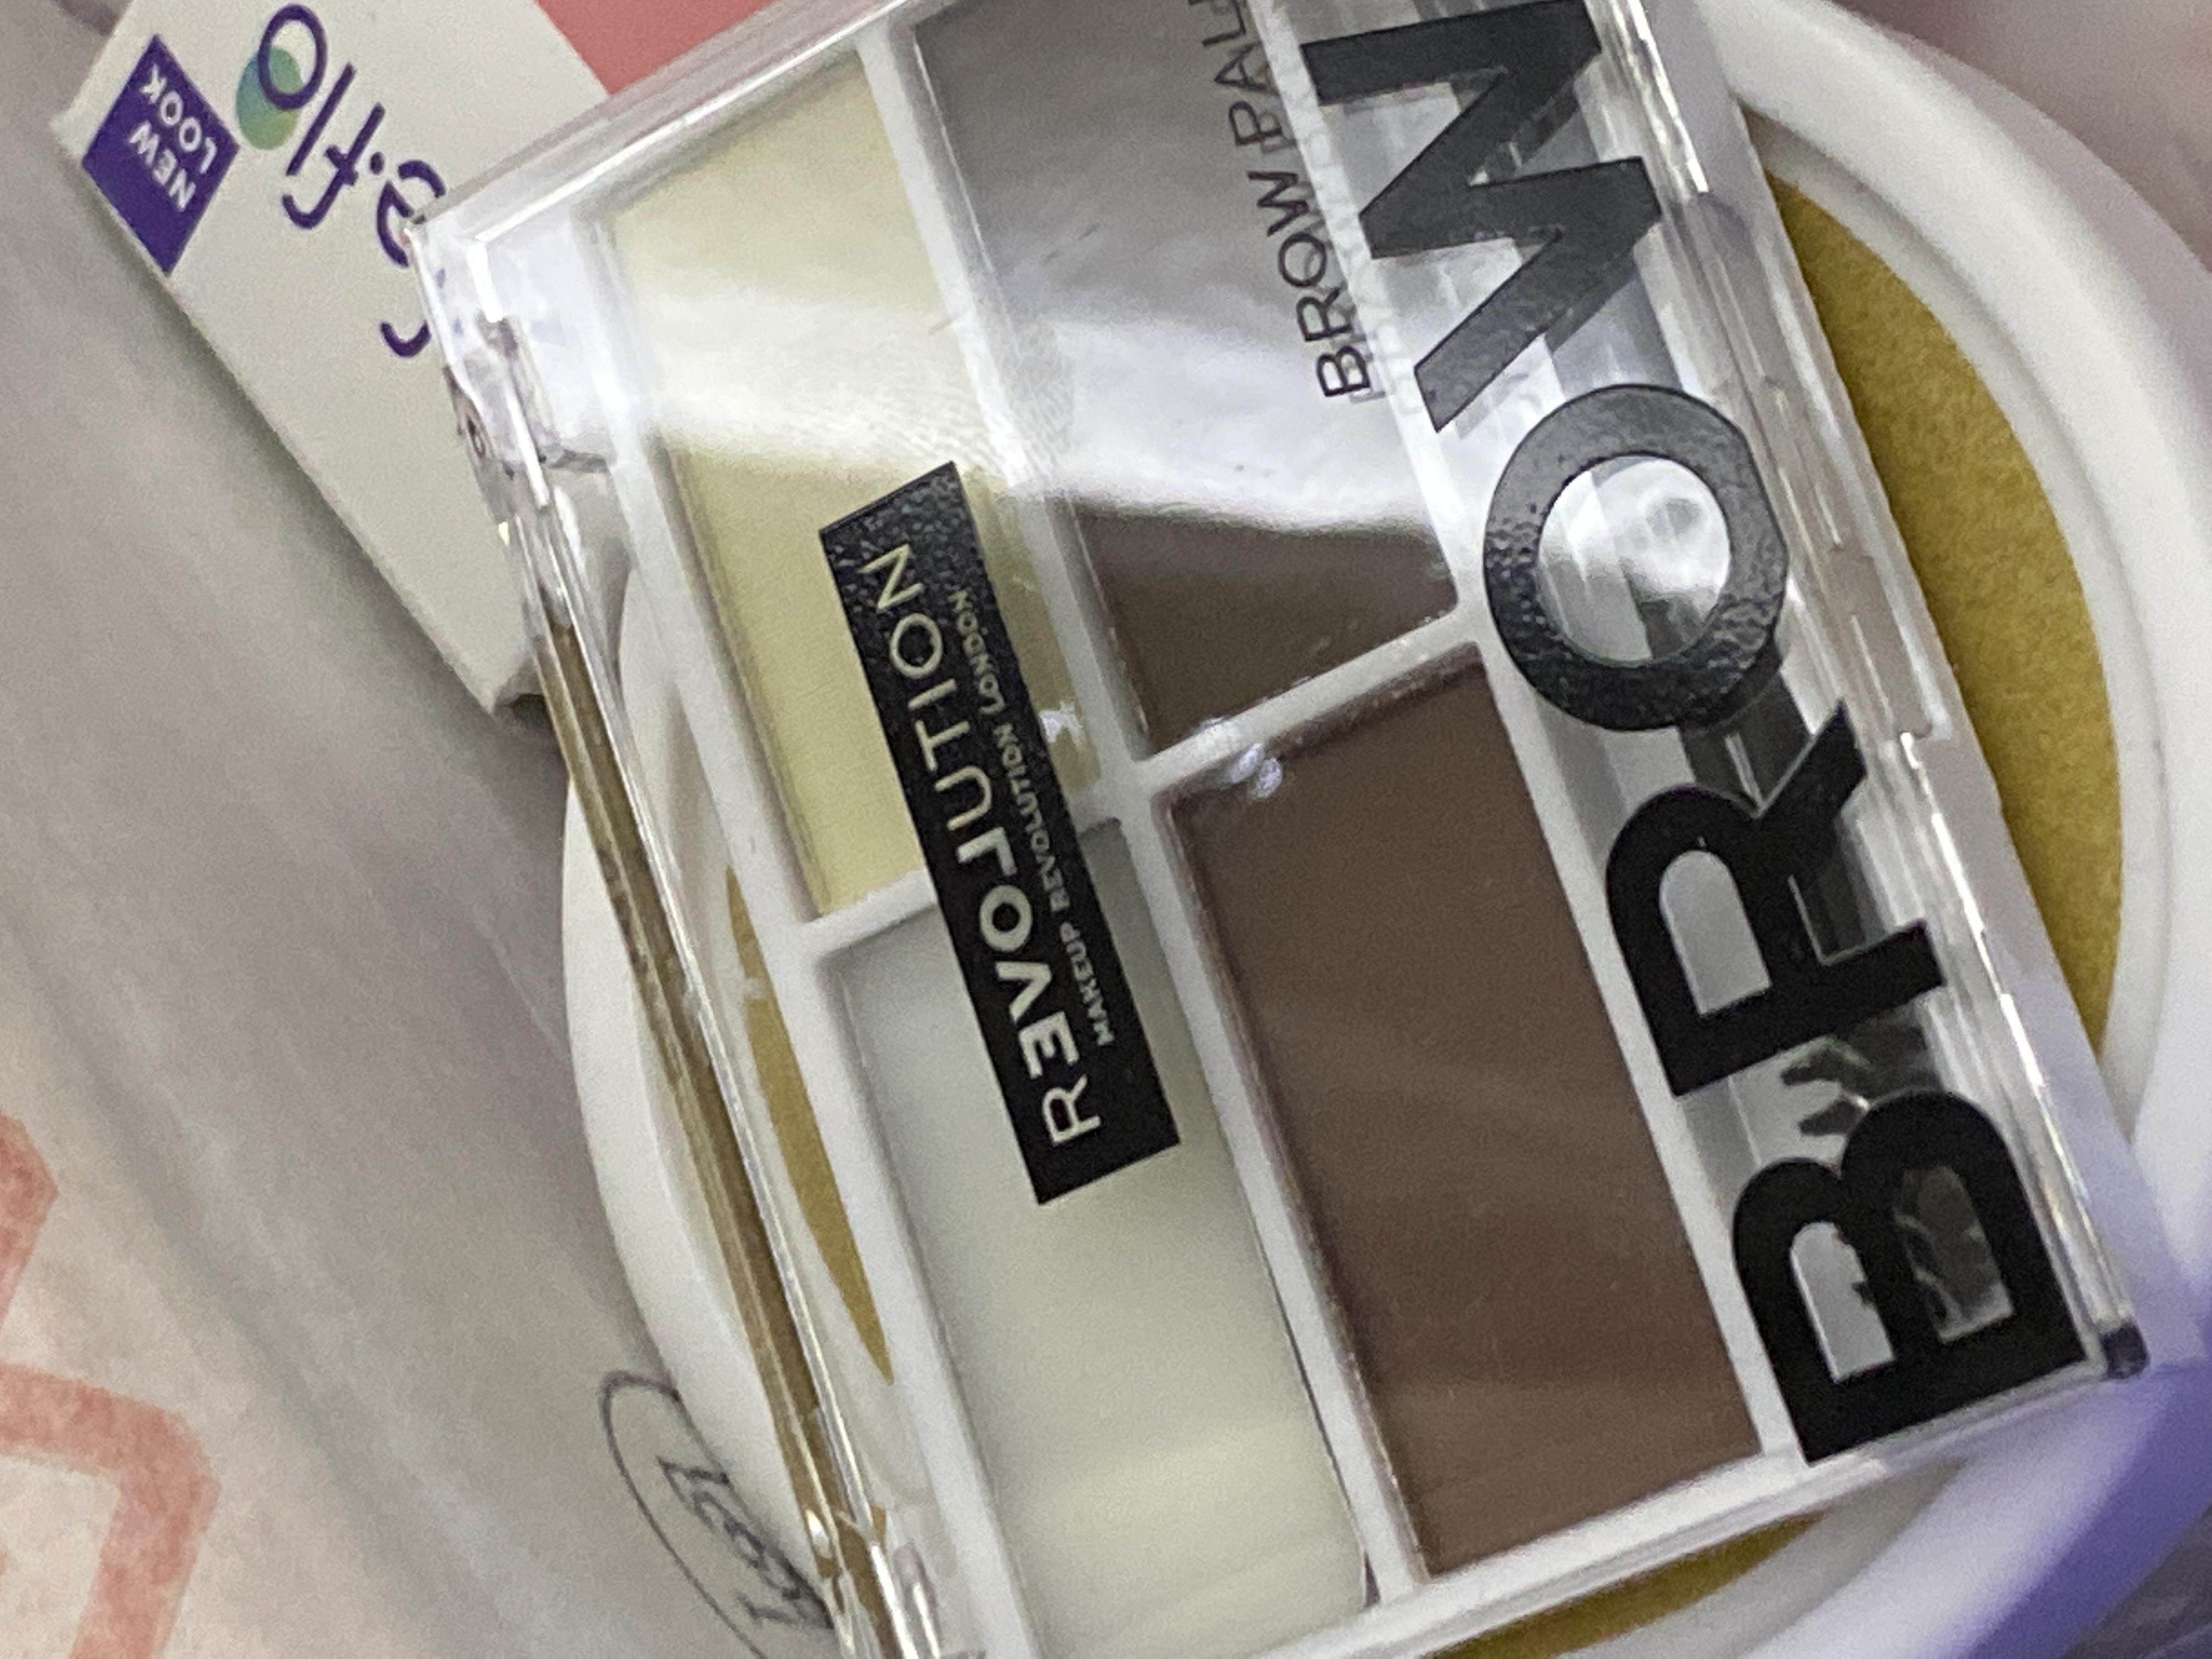 BROW
BROW PAL
REVOLUTION
MAKEUP REVOLUTION LONDON
NEW
LOOK